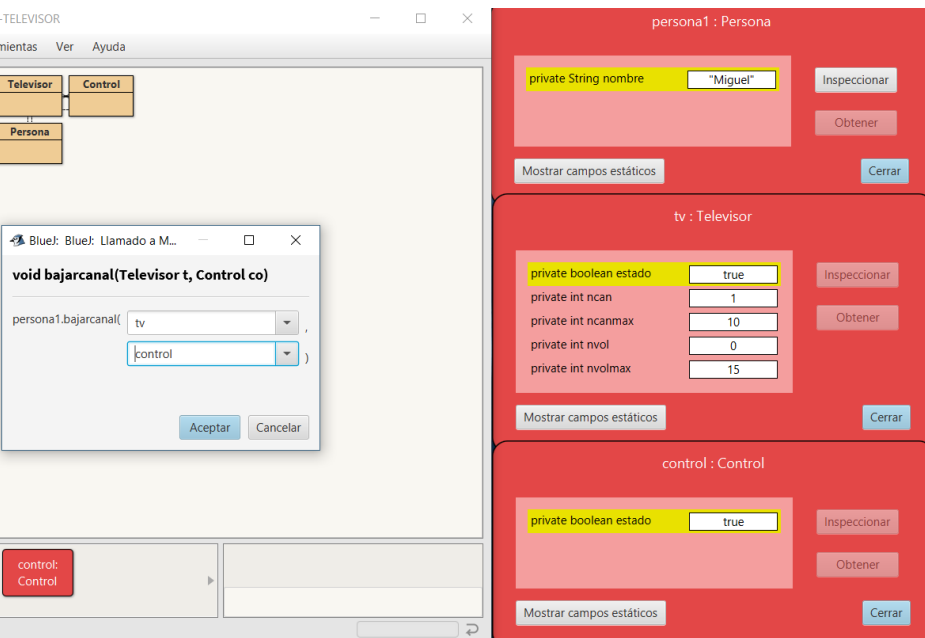 -TELEVISOR
mientas Ver Ayuda
Televisor
Control
Persona
BlueJ: BlueJ: Llamado a M...
void bajarcanal(Televisor t, Control co)
persona1.bajarcanal( tv ,
control )
Aceptar Cancelar
control:
Control
persona1 : Persona
private String nombre "Miguel"
Inspeccionar
Obtener
Mostrar campos estáticos Cerrar
tv : Televisor
private boolean estado true
private int ncan 1
private int ncanmax 10
private int nvol 0
private int nvolmax 15
Inspeccionar
Obtener
Mostrar campos estáticos Cerrar
control : Control
private boolean estado true
Inspeccionar
Obtener
Mostrar campos estáticos Cerrar